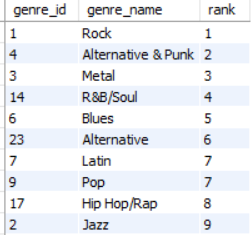 genre_id genre_name rank
1 Rock 1
4 Alternative & Punk 2
3 Metal 3
14 R&B/Soul 4
6 Blues 5
23 Alternative 6
7 Latin 7
9 Pop 7
17 Hip Hop/Rap 8
2 Jazz 9